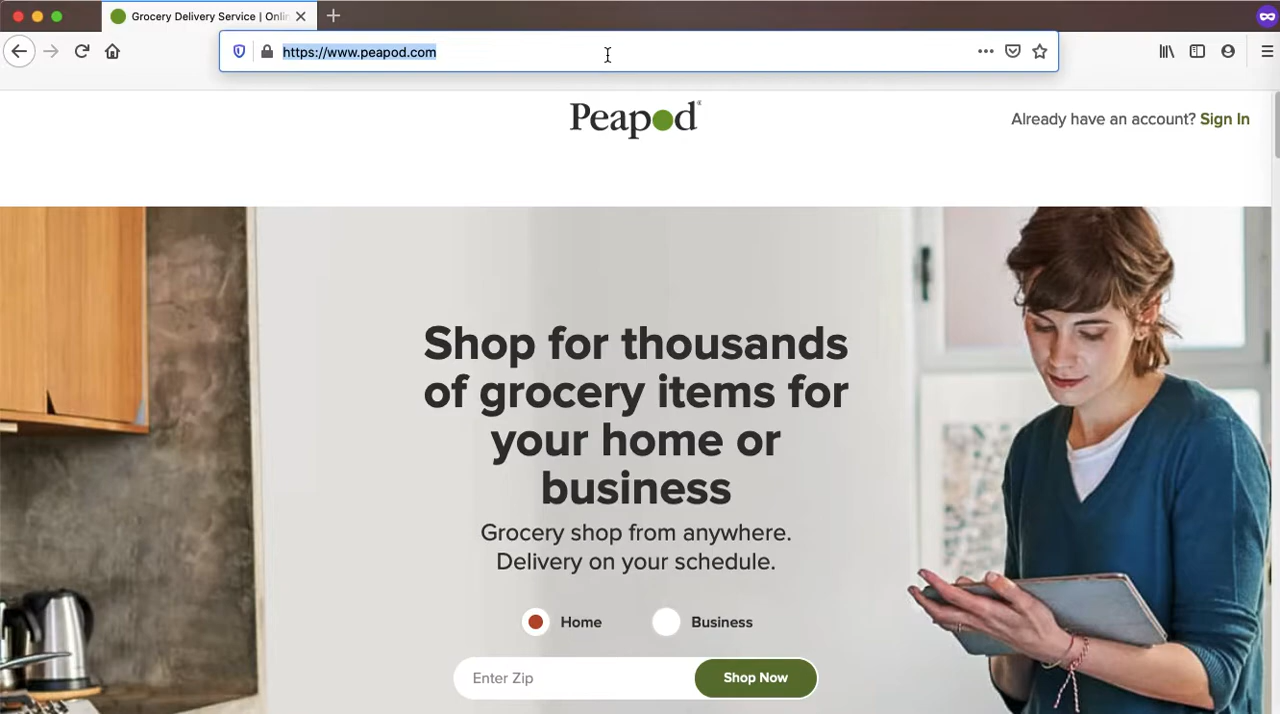 Grocery Delivery Service | Onlin
https://www.peapod.com
Peapod
Already have an account? Sign In
Shop for thousands
of grocery items for
your home or
business
Grocery shop from anywhere.
Delivery on your schedule.
Home
Business
Enter Zip
Shop Now